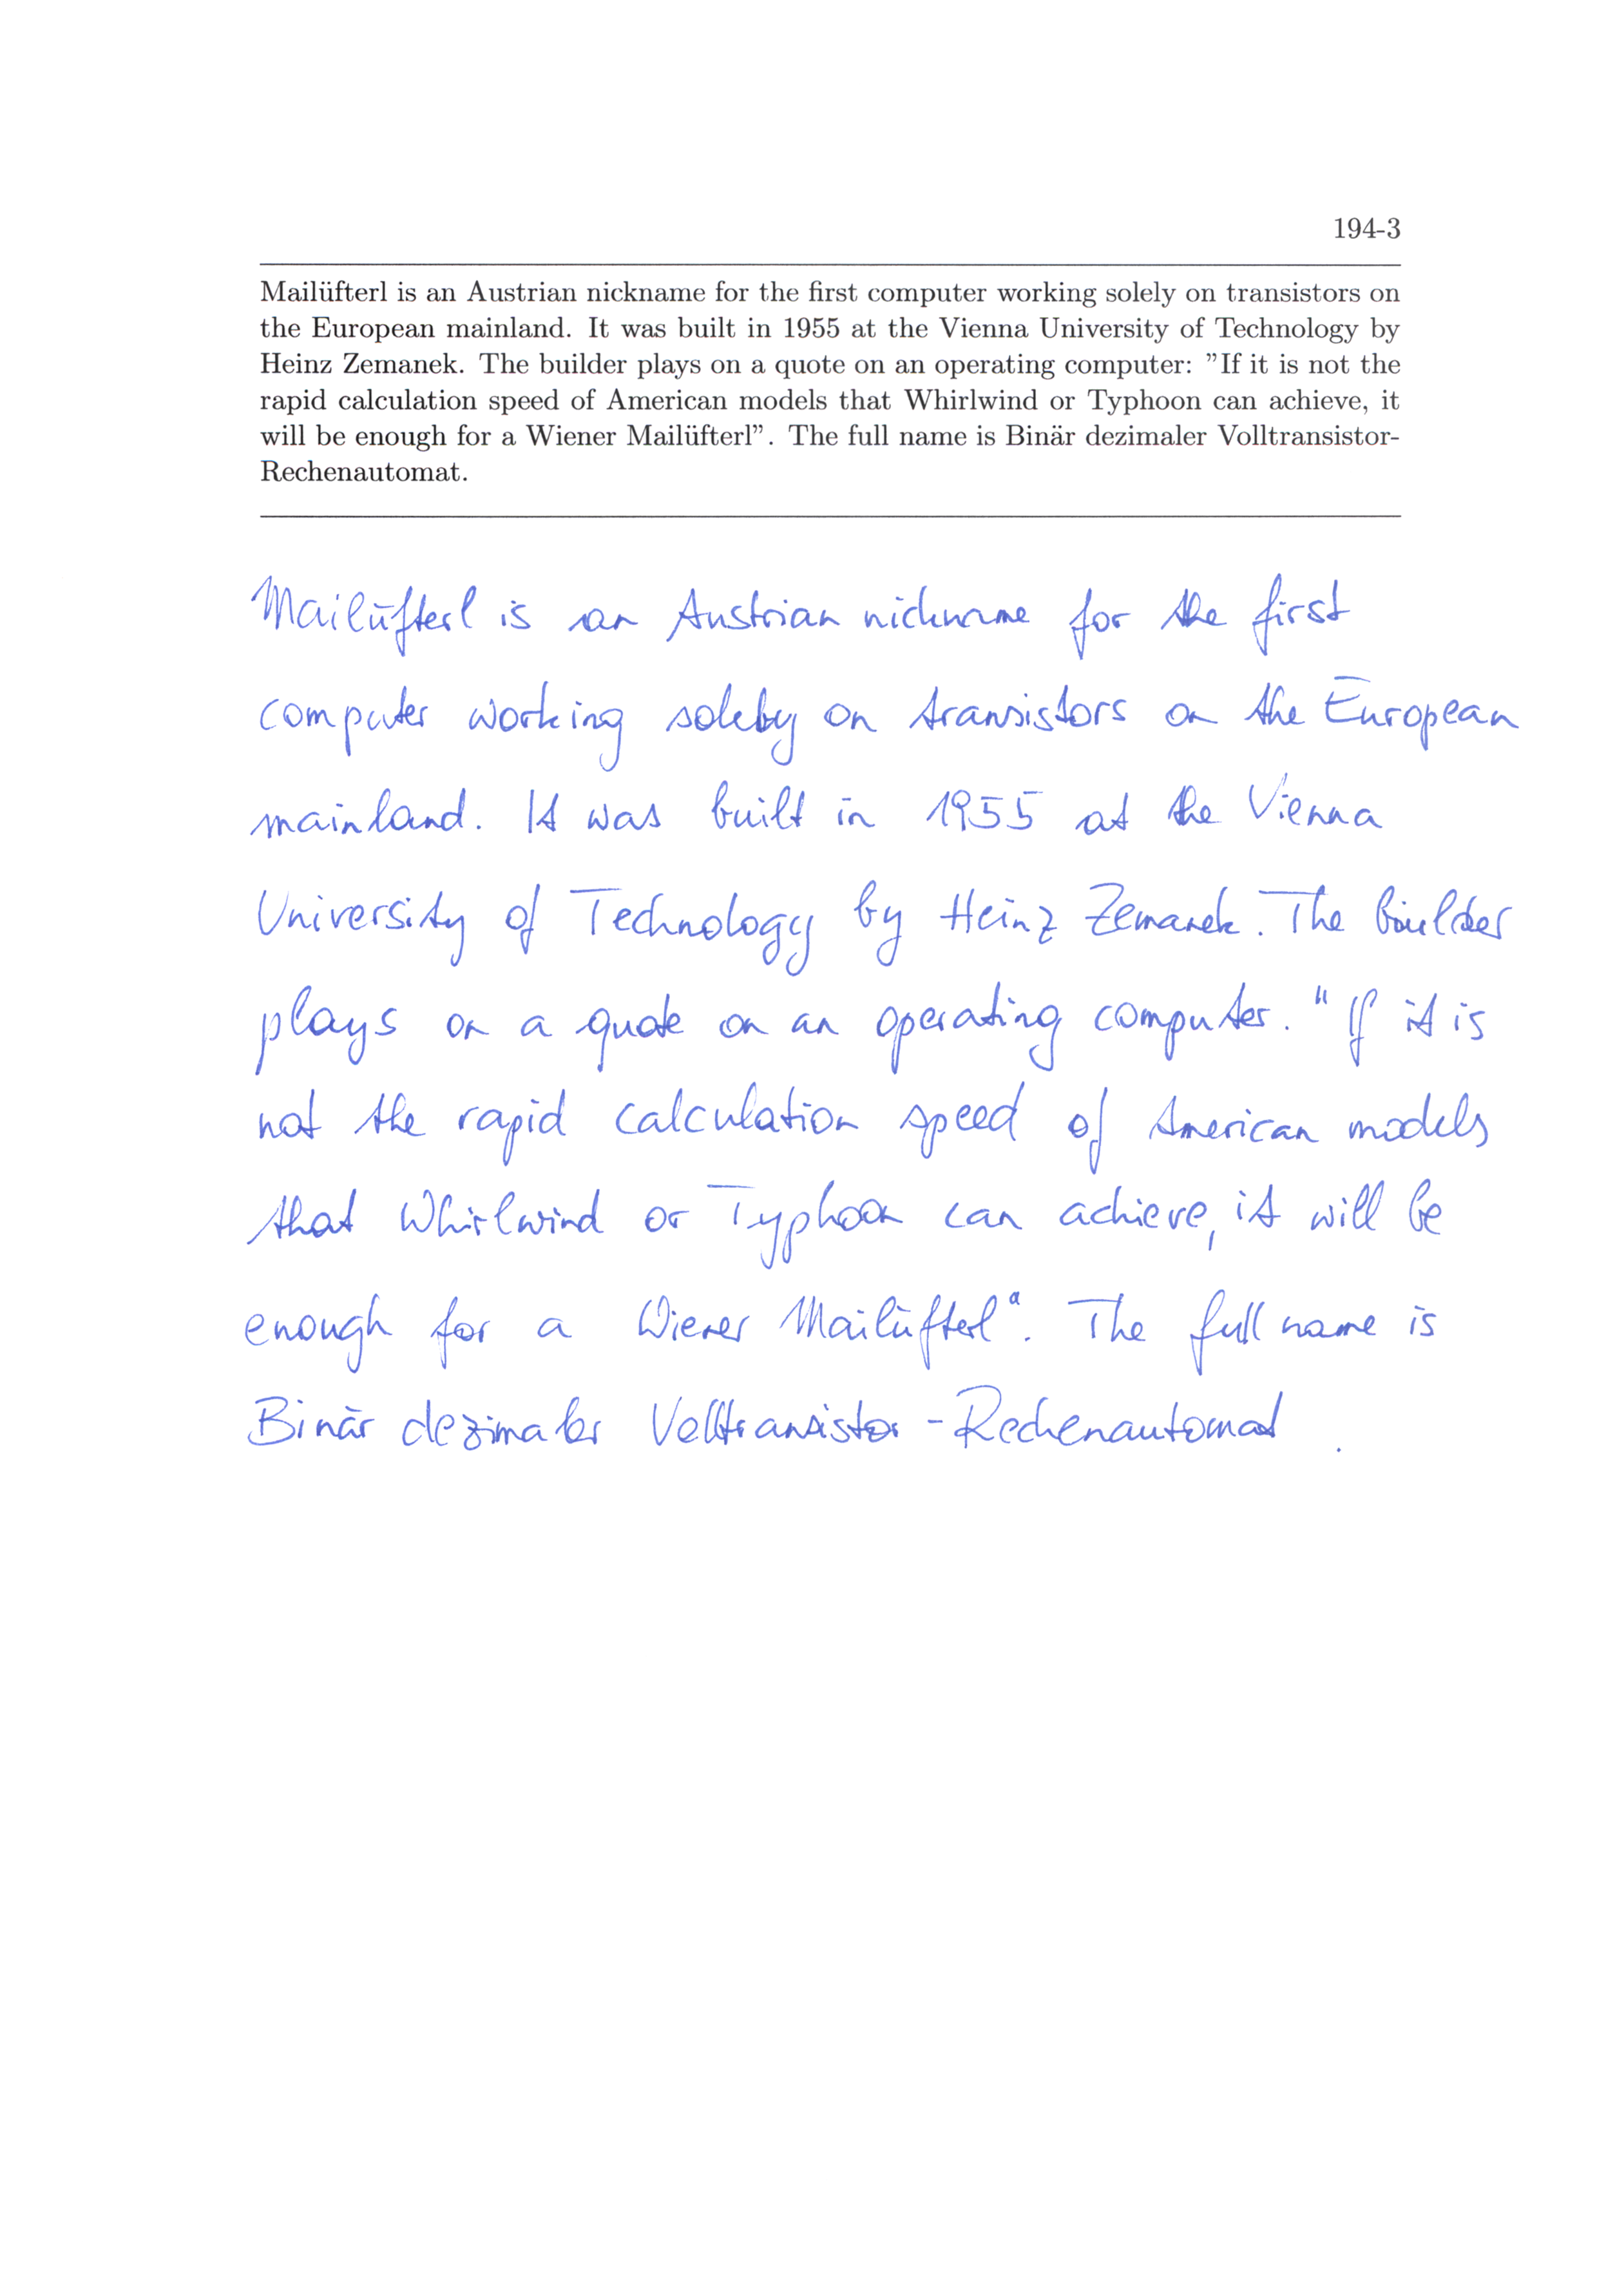 194-3
Mailüfterl is an Austrian nickname for the first computer working solely on transistors on
the European mainland. It was built in 1955 at the Vienna University of Technology by
Heinz Zemanek. The builder plays on a quote on an operating computer: ”If it is not the
rapid calculation speed of American models that Whirlwind or Typhoon can achieve, it
will be enough for a Wiener Mailüfterl”. The full name is Binär dezimaler Volltransistor-
Rechenautomat.
Mailüfterl is an Austrian nickname for the first
computer working soleby on transistors on the European
mainland. It was built in 1955 at the Vienna
University of Technology by Heinz Zemanek. The builder
plays on a quote on an operating computer. "If it is
not the rapid calculation speed of American models
that Whirlwind or Typhoon can achieve, it will be
enough for a Wiener Mailüfterl". The full name is
Binär dezimaler Volltransistor-Rechenautomat.